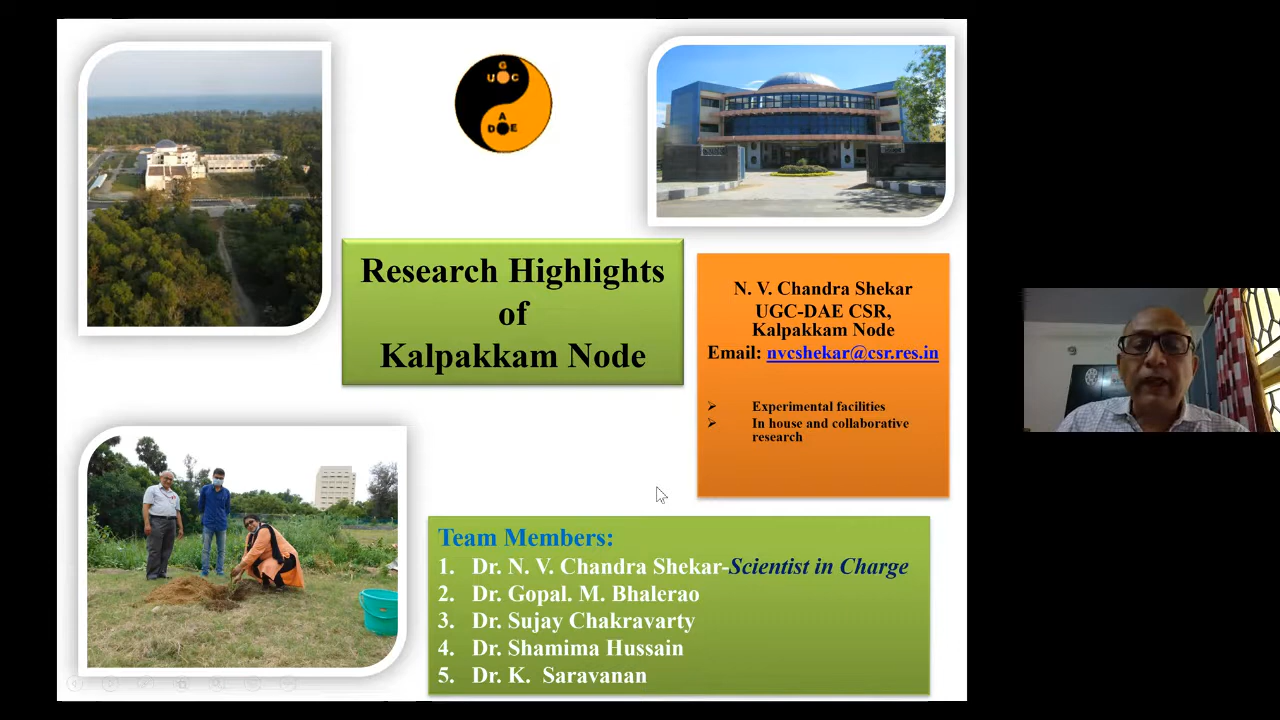 G
U C
A
D E
Research Highlights
of
Kalpakkam Node
N. V. Chandra Shekar
UGC-DAE CSR,
Kalpakkam Node
Email: nvcshekar@csr.res.in
Experimental facilities
In house and collaborative
research
Team Members:
1. Dr. N. V. Chandra Shekar-Scientist in Charge
2. Dr. Gopal. M. Bhalerao
3. Dr. Sujay Chakravarty
4. Dr. Shamima Hussain
5. Dr. K. Saravanan